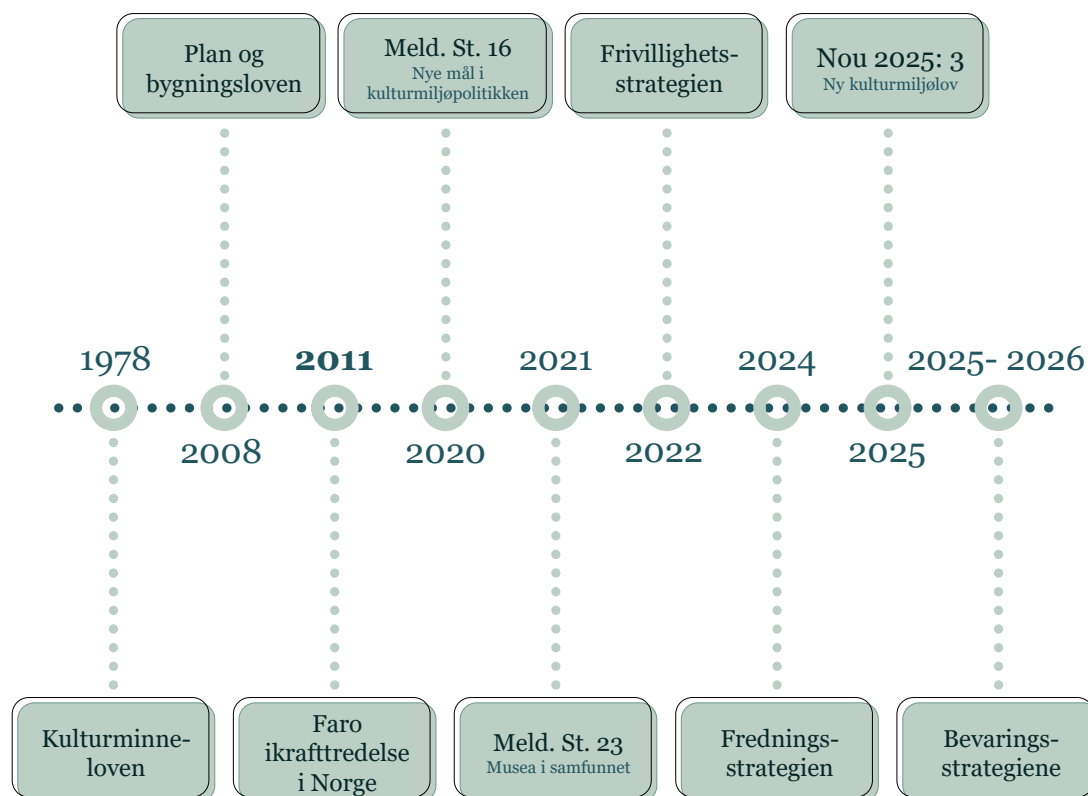 Plan og
bygningsloven
Meld. St. 16
Nye mål i
kulturmiljøpolitikken
Frivillighets-
strategien
Nou 2025: 3
Ny kulturmiljølov
1978
2011
2021
2024
2025- 2026
2008
2020
2022
2025
Kulturminne-
loven
Faro
ikrafttredelse
i Norge
Meld. St. 23
Musea i samfunnet
Frednings-
strategien
Bevarings-
strategiene